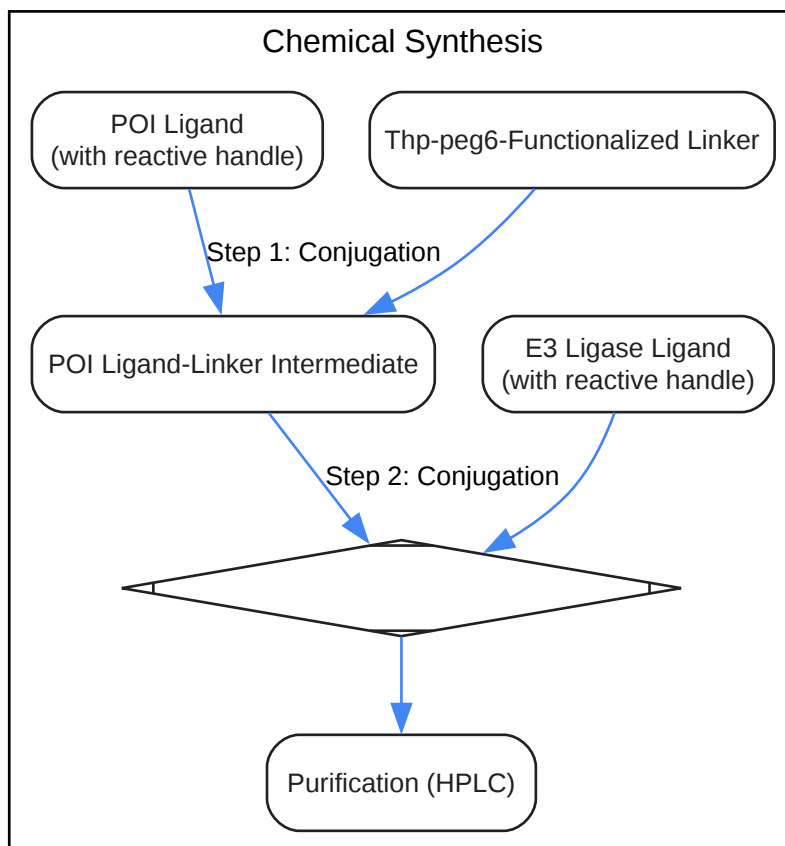 Chemical Synthesis
POI Ligand
(with reactive handle)
Thp-peg6-Functionalized Linker
Step 1: Conjugation
POI Ligand-Linker Intermediate
E3 Ligase Ligand
(with reactive handle)
Step 2: Conjugation
Purification (HPLC)